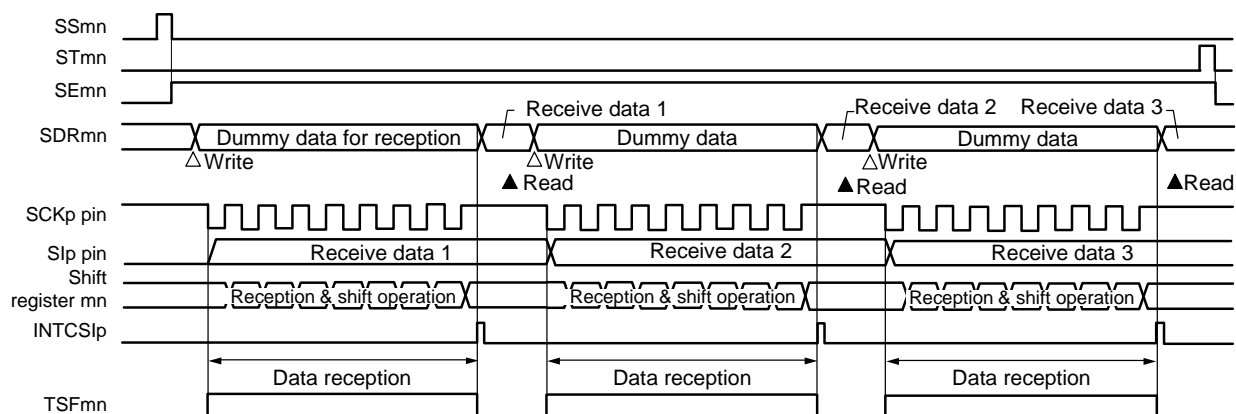 SSmn
STmn
SEmn
Receive data 1
Receive data 2
Receive data 3
SDRmn
Dummy data for reception
Dummy data
Dummy data
△Write
△Write
△Write
▲Read
▲Read
▲Read
SCKp pin
SIp pin
Receive data 1
Receive data 2
Receive data 3
Shift
register mn
Reception & shift operation
Reception & shift operation
Reception & shift operation
INTCSIp
Data reception
Data reception
Data reception
TSFmn